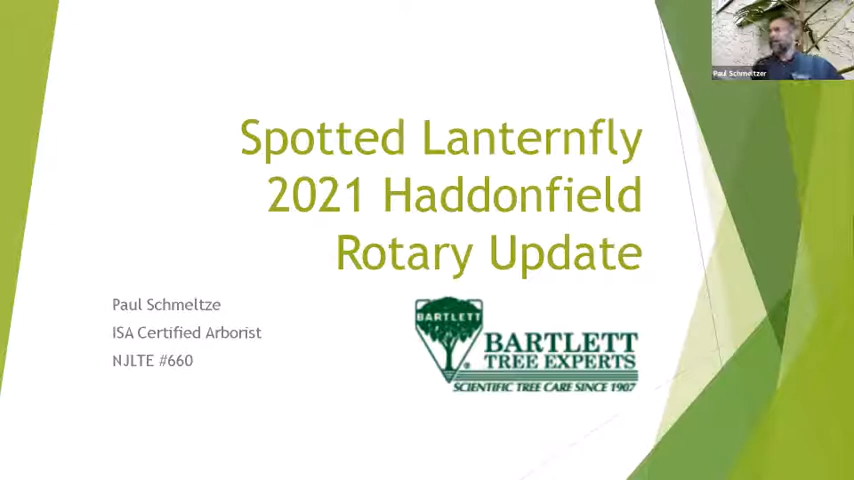 Paul Schmeltzer
Spotted Lanternfly
2021 Haddonfield
Rotary Update
Paul Schmeltze
ISA Certified Arborist
NJLTE #660
BARTLETT
BARTLETT
TREE EXPERTS
SCIENTIFIC TREE CARE SINCE 1907